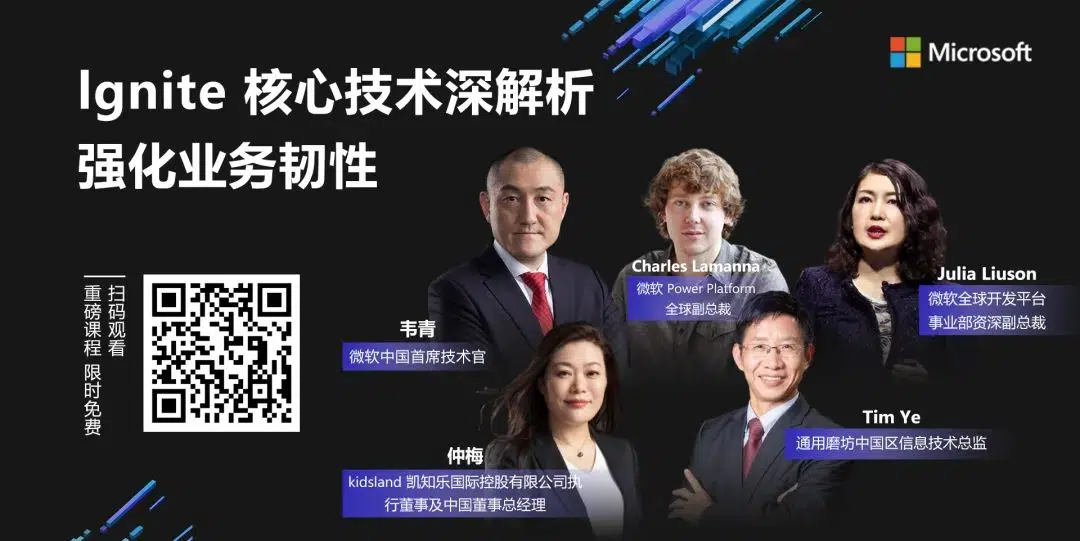 Microsoft
Ignite 核心技术深解析
强化业务韧性
扫码观看
重磅课程 限时免费
韦青
微软中国首席技术官
Charles Lamanna
微软 Power Platform
全球副总裁
Julia Liuson
微软全球开发平台
事业部资深副总裁
仲梅
kidsland 凯知乐国际控股有限公司执
行董事及中国董事总经理
Tim Ye
通用磨坊中国区信息技术总监